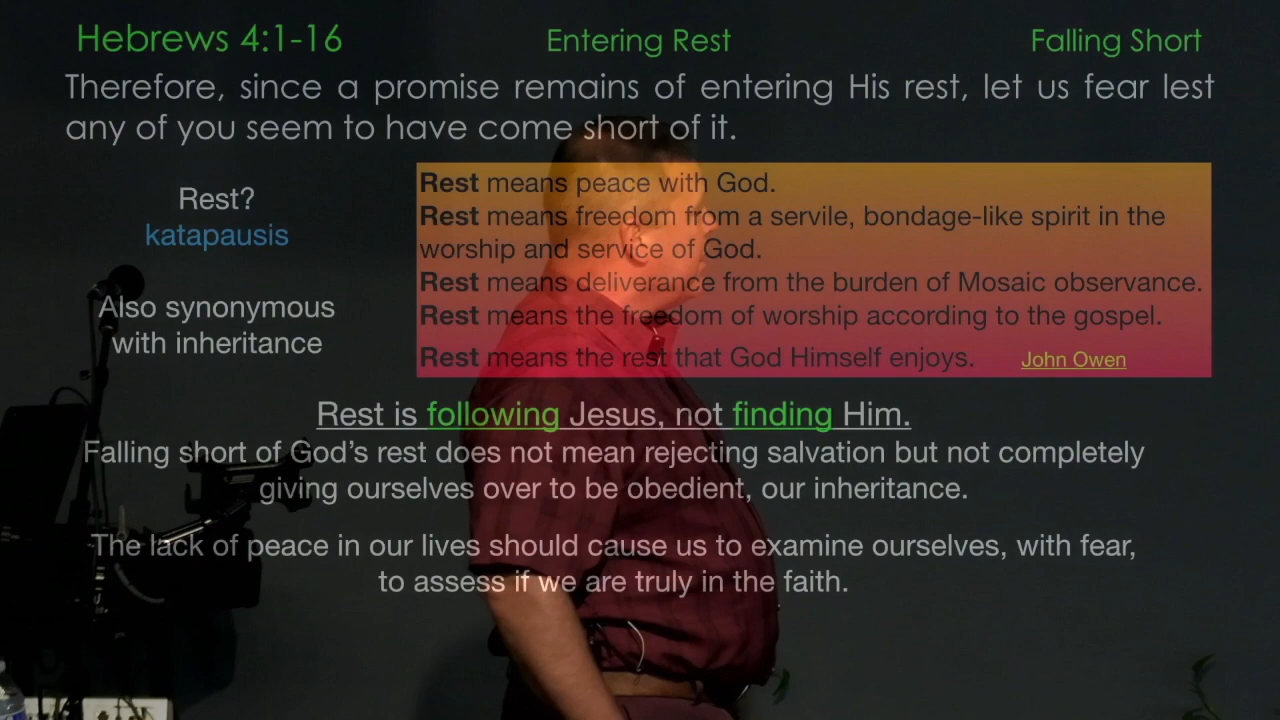 Hebrews 4:1-16 Entering Rest Falling Short
Therefore, since a promise remains of entering His rest, let us fear lest
any of you seem to have come short of it.
Rest?
katapausis
Also synonymous
with inheritance
Rest means peace with God.
Rest means freedom from a servile, bondage-like spirit in the
worship and service of God.
Rest means deliverance from the burden of Mosaic observance.
Rest means the freedom of worship according to the gospel.
Rest means the rest that God Himself enjoys. John Owen
Rest is following Jesus, not finding Him.
Falling short of God's rest does not mean rejecting salvation but not completely
giving ourselves over to be obedient, our inheritance.
The lack of peace in our lives should cause us to examine ourselves, with fear,
to assess if we are truly in the faith.